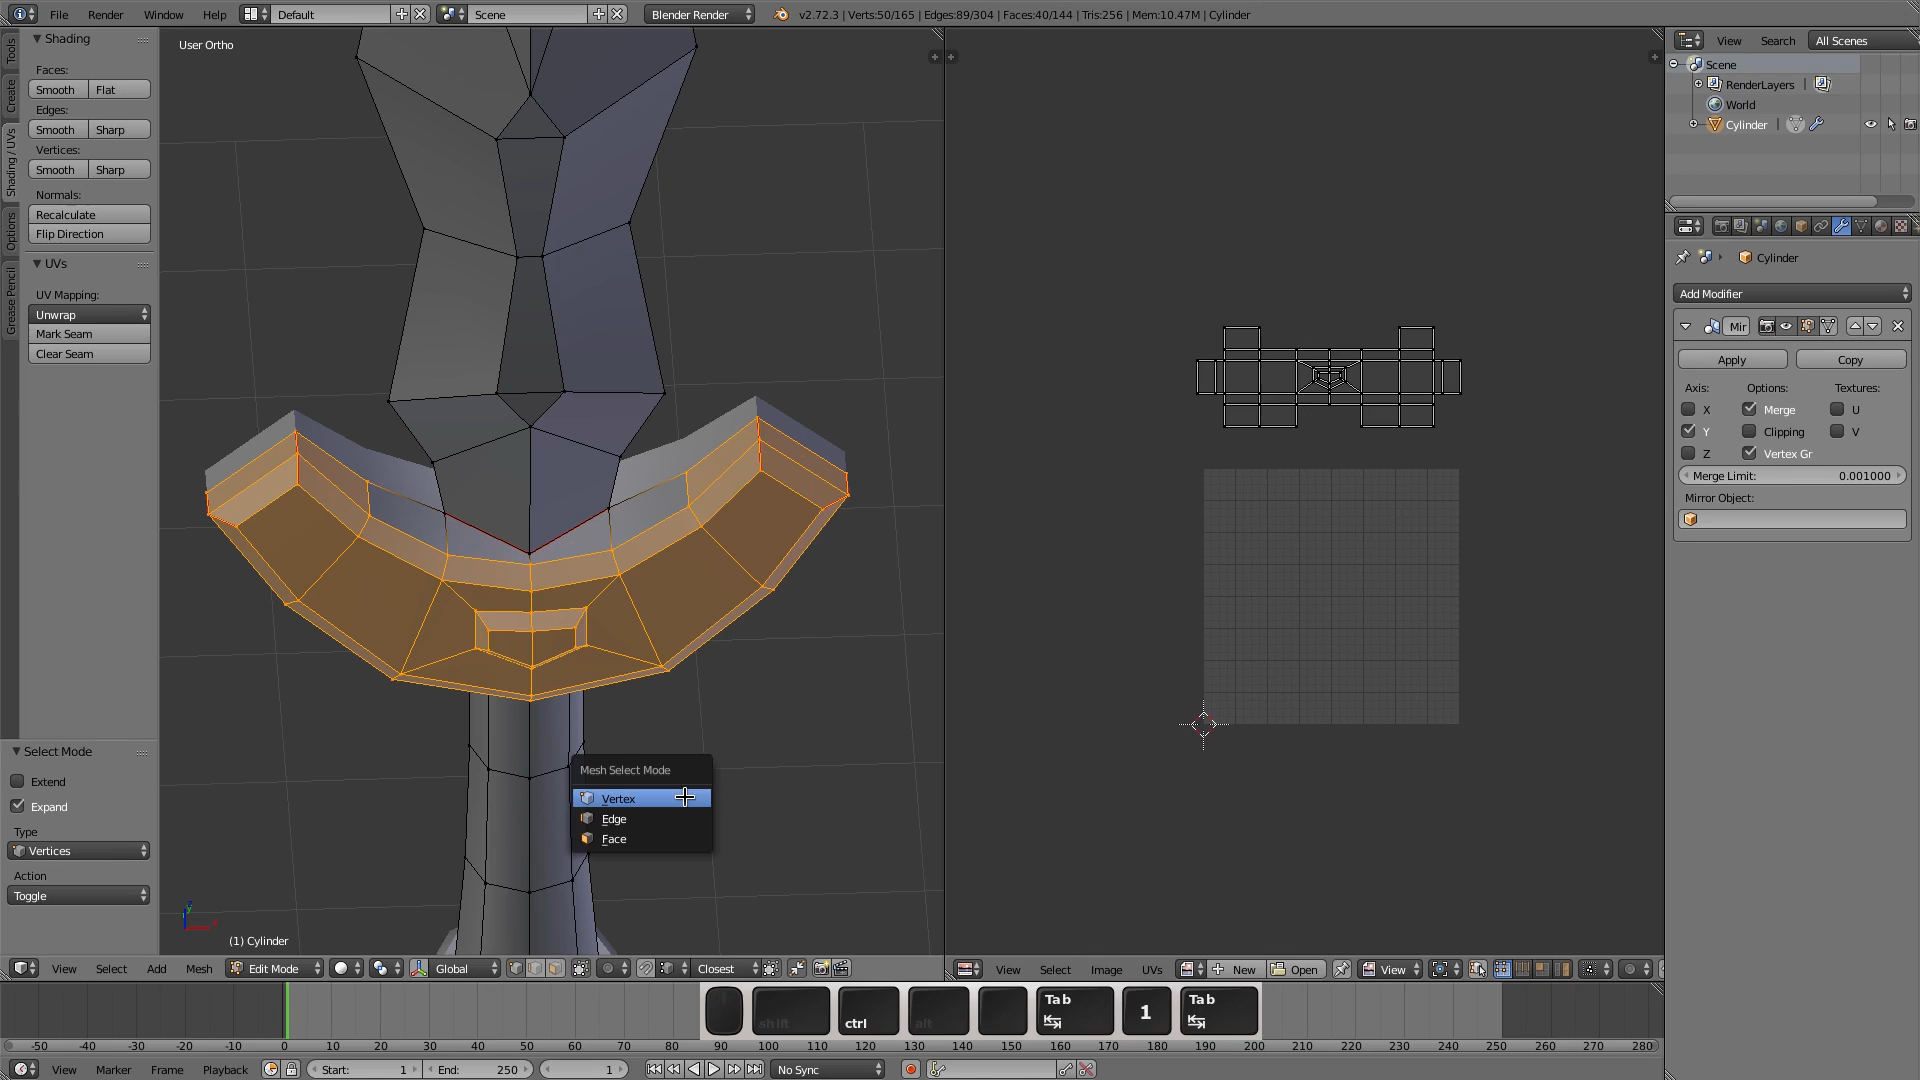 File Render Window Help Default Scene Blender Render v2.72.3 | Verts:50/165 | Edges:89/304 | Faces:40/144 | Tris:256 | Mem:10.47M | Cylinder
Tools
Create
Shading / UVs
Options
Grease Pencil
Shading
Faces:
Smooth Flat
Edges:
Smooth Sharp
Vertices:
Smooth Sharp
Normals:
Recalculate
Flip Direction
UVs
UV Mapping:
Unwrap
Mark Seam
Clear Seam
Select Mode
Extend
Expand
Type
Vertices
Action
Toggle
User Ortho
Mesh Select Mode
Vertex
Edge
Face
(1) Cylinder
View Select Add Mesh Edit Mode Global Closest
View Select Image UVs New Open View
View Search All Scenes
Scene
RenderLayers
World
Cylinder
Cylinder
Add Modifier
Mir
Apply Copy
Axis: Options: Textures:
X Merge U
Y Clipping V
Z Vertex Gr
Merge Limit: 0.001000
Mirror Object:
shift ctrl alt Tab 1 Tab
-50 -40 -30 -20 -10 0 10 20 30 40 50 60 70 80 90 100 110 120 130 140 150 160 170 180 190 200 210 220 230 240 250 260 270 280
View Marker Frame Playback Start: 1 End: 250 1 No Sync